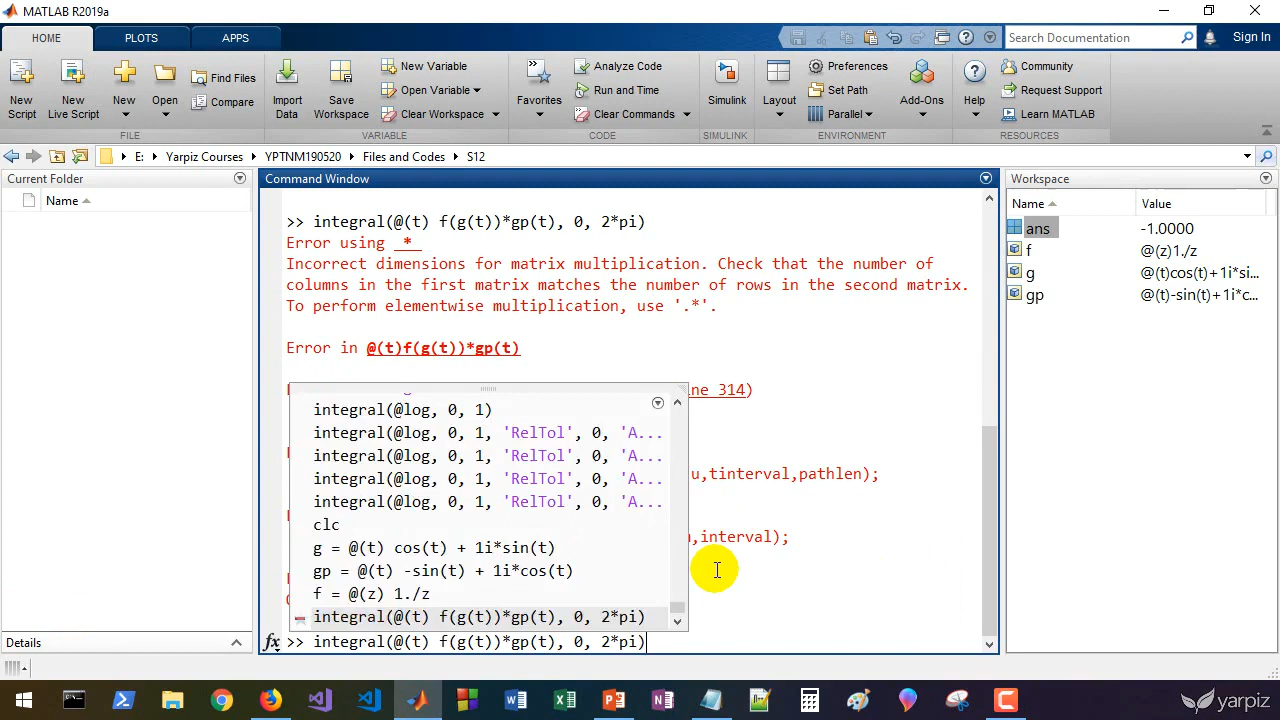 MATLAB R2019a
HOME PLOTS APPS Search Documentation Sign In
New Script
New Live Script
New
Open
Find Files
Compare
Import Data
Save Workspace
New Variable
Open Variable
Clear Workspace
Favorites
Analyze Code
Run and Time
Clear Commands
Simulink
Layout
Preferences
Set Path
Parallel
Add-Ons
Help
Community
Request Support
Learn MATLAB
FILE VARIABLE CODE SIMULINK ENVIRONMENT RESOURCES
E: Yarpiz Courses YPTNM190520 Files and Codes S12
Current Folder
Name
Details
Command Window
>> integral(@(t) f(g(t))*gp(t), 0, 2*pi)
Error using *
Incorrect dimensions for matrix multiplication. Check that the number of
columns in the first matrix matches the number of rows in the second matrix.
To perform elementwise multiplication, use '.*'.
Error in @(t)f(g(t))*gp(t)
ine 314)
u,tinterval,pathlen);
,interval);
integral(@log, 0, 1)
integral(@log, 0, 1, 'RelTol', 0, 'A...
integral(@log, 0, 1, 'RelTol', 0, 'A...
integral(@log, 0, 1, 'RelTol', 0, 'A...
integral(@log, 0, 1, 'RelTol', 0, 'A...
clc
g = @(t) cos(t) + 1i*sin(t)
gp = @(t) -sin(t) + 1i*cos(t)
f = @(z) 1./z
integral(@(t) f(g(t))*gp(t), 0, 2*pi)
fx >> integral(@(t) f(g(t))*gp(t), 0, 2*pi)
Workspace
Name Value
ans -1.0000
f @(z)1./z
g @(t)cos(t)+1i*si...
gp @(t)-sin(t)+1i*c...
yarpiz